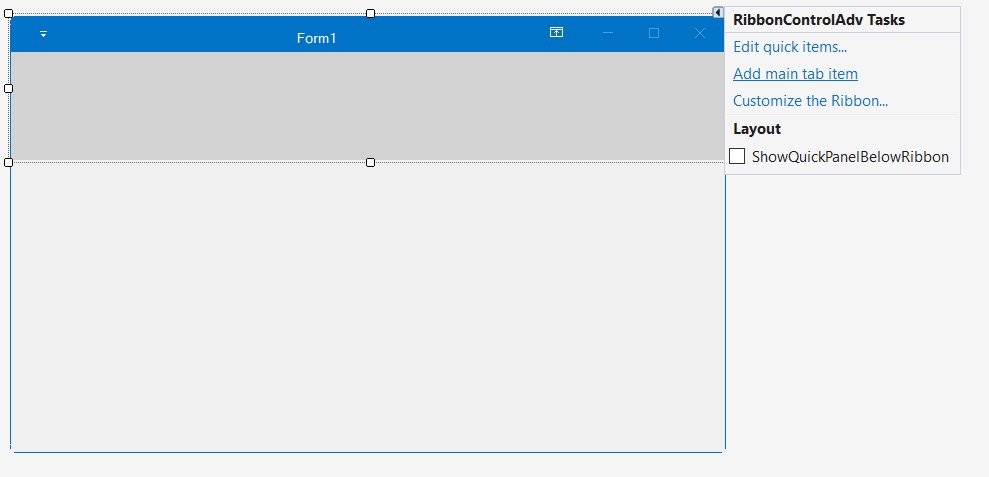 Form1
RibbonControlAdv Tasks
Edit quick items...
Add main tab item
Customize the Ribbon...
Layout
ShowQuickPanelBelowRibbon